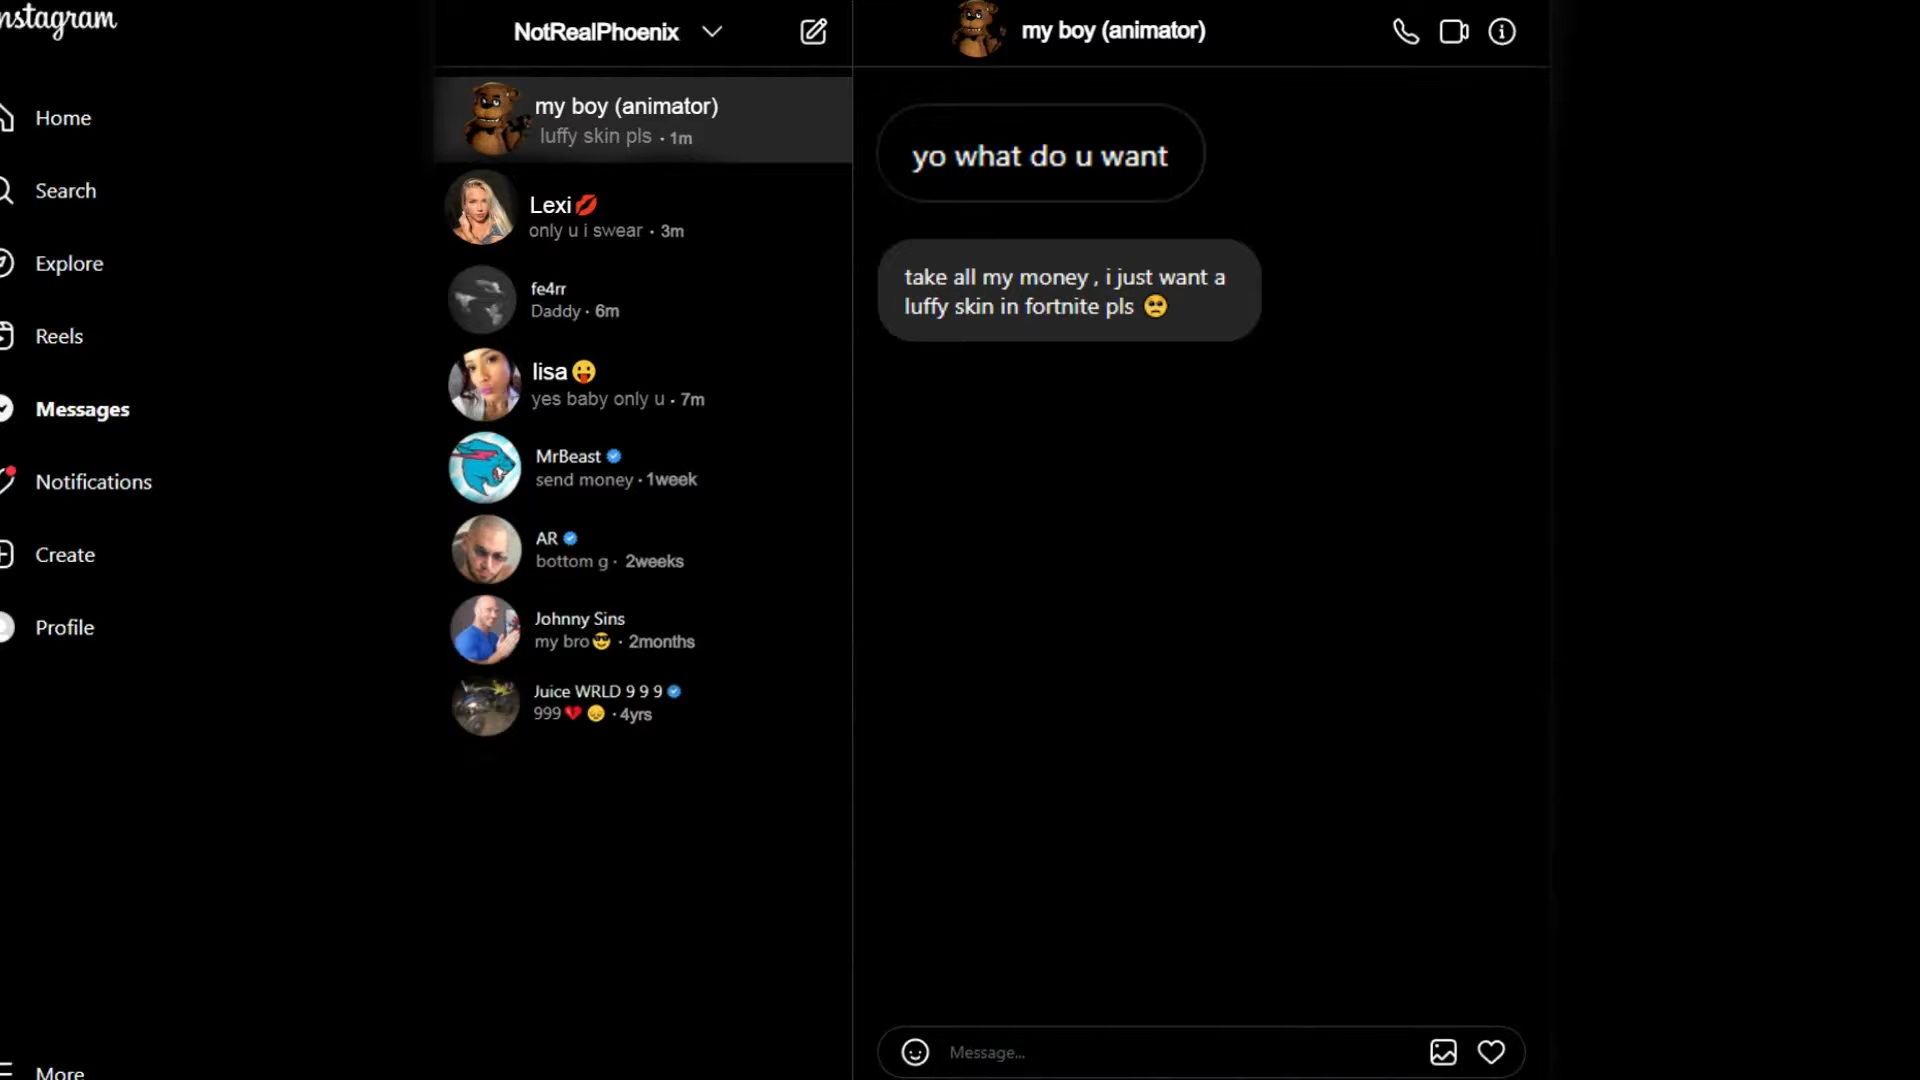 nstagram
Home
Search
Explore
Reels
Messages
Notifications
Create
Profile
More
NotRealPhoenix
my boy (animator)
luffy skin pls · 1m
Lexi💋
only u i swear · 3m
fe4rr
Daddy · 6m
lisa😛
yes baby only u · 7m
MrBeast
send money · 1week
AR
bottom g · 2weeks
Johnny Sins
my bro😎 · 2months
Juice WRLD 9 9 9
999💔 😞 · 4yrs
my boy (animator)
yo what do u want
take all my money , i just want a
luffy skin in fortnite pls 🥺
Message...